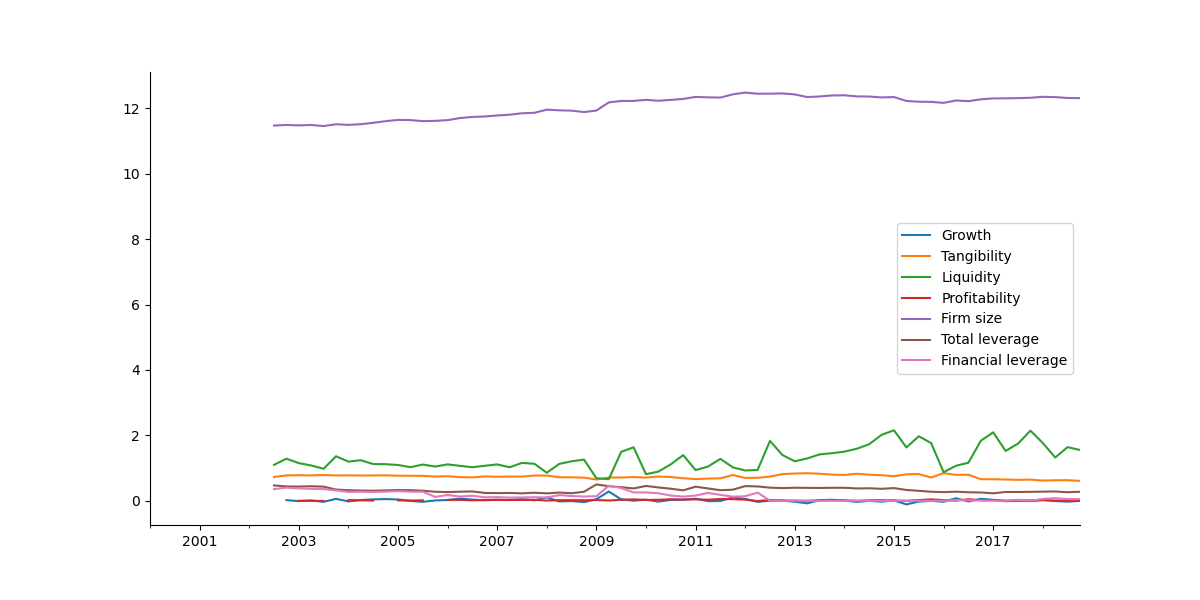 12
10
8
6
4
2
0
Growth
Tangibility
Liquidity
Profitability
Firm size
Total leverage
Financial leverage
2001 2003 2005 2007 2009 2011 2013 2015 2017